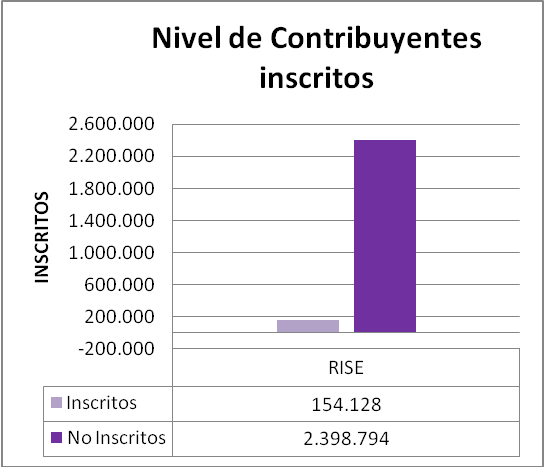 Nivel de Contribuyentes
inscritos
INSCRITOS
2.600.000
2.200.000
1.800.000
1.400.000
1.000.000
600.000
200.000
-200.000
RISE
Inscritos 154.128
No Inscritos 2.398.794